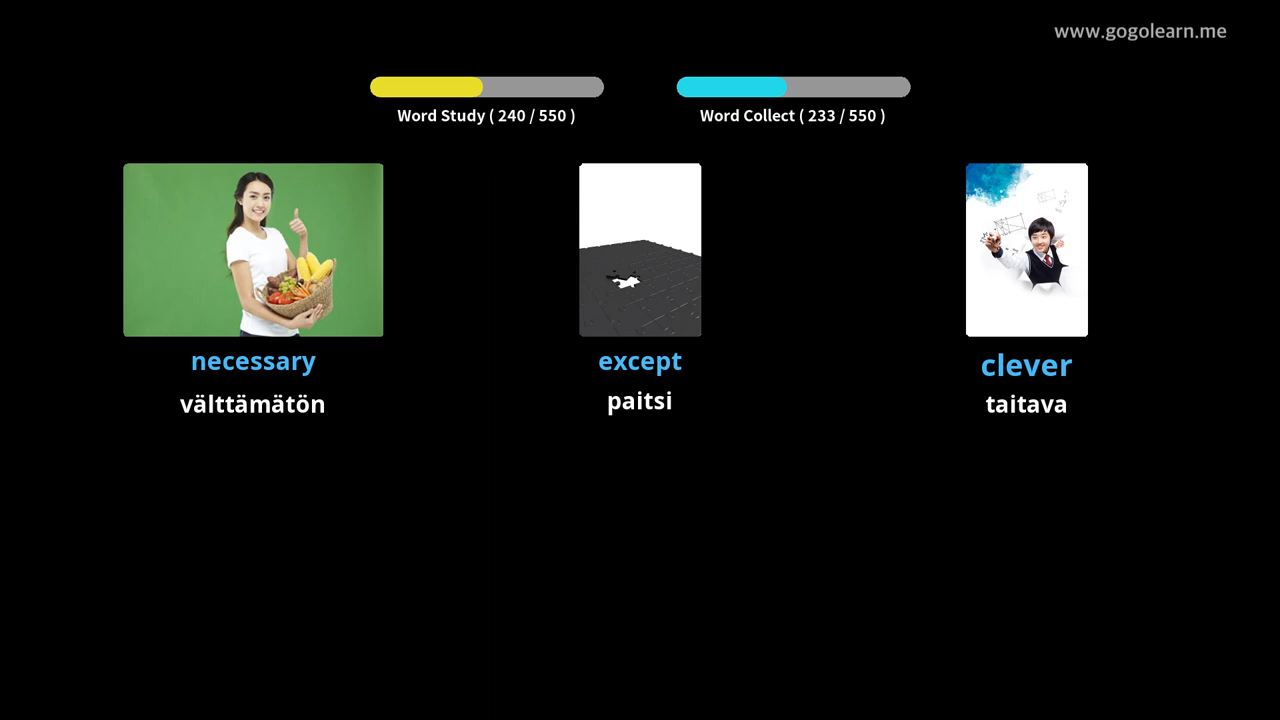 www.gogolearn.me
Word Study ( 240 / 550 )
Word Collect ( 233 / 550 )
necessary
välttämätön
except
paitsi
clever
taitava